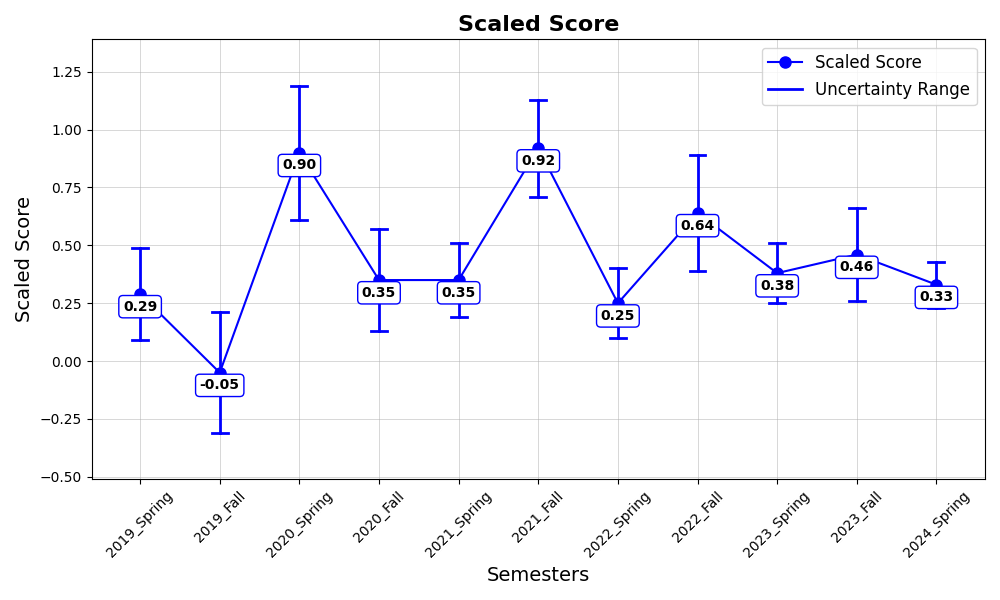 Scaled Score
Scaled Score
Uncertainty Range
1.25
1.00
0.75
0.50
0.25
0.00
−0.25
−0.50
Scaled Score
0.29
-0.05
0.90
0.35
0.35
0.92
0.25
0.64
0.38
0.46
0.33
2019_Spring
2019_Fall
2020_Spring
2020_Fall
2021_Spring
2021_Fall
2022_Spring
2022_Fall
2023_Spring
2023_Fall
2024_Spring
Semesters